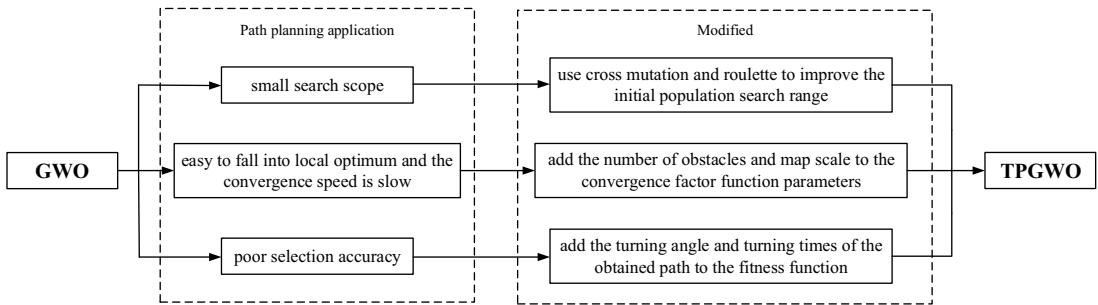 Path planning application
Modified
small search scope
use cross mutation and roulette to improve the
initial population search range
GWO
easy to fall into local optimum and the
convergence speed is slow
add the number of obstacles and map scale to the
convergence factor function parameters
TPGWO
poor selection accuracy
add the turning angle and turning times of the
obtained path to the fitness function